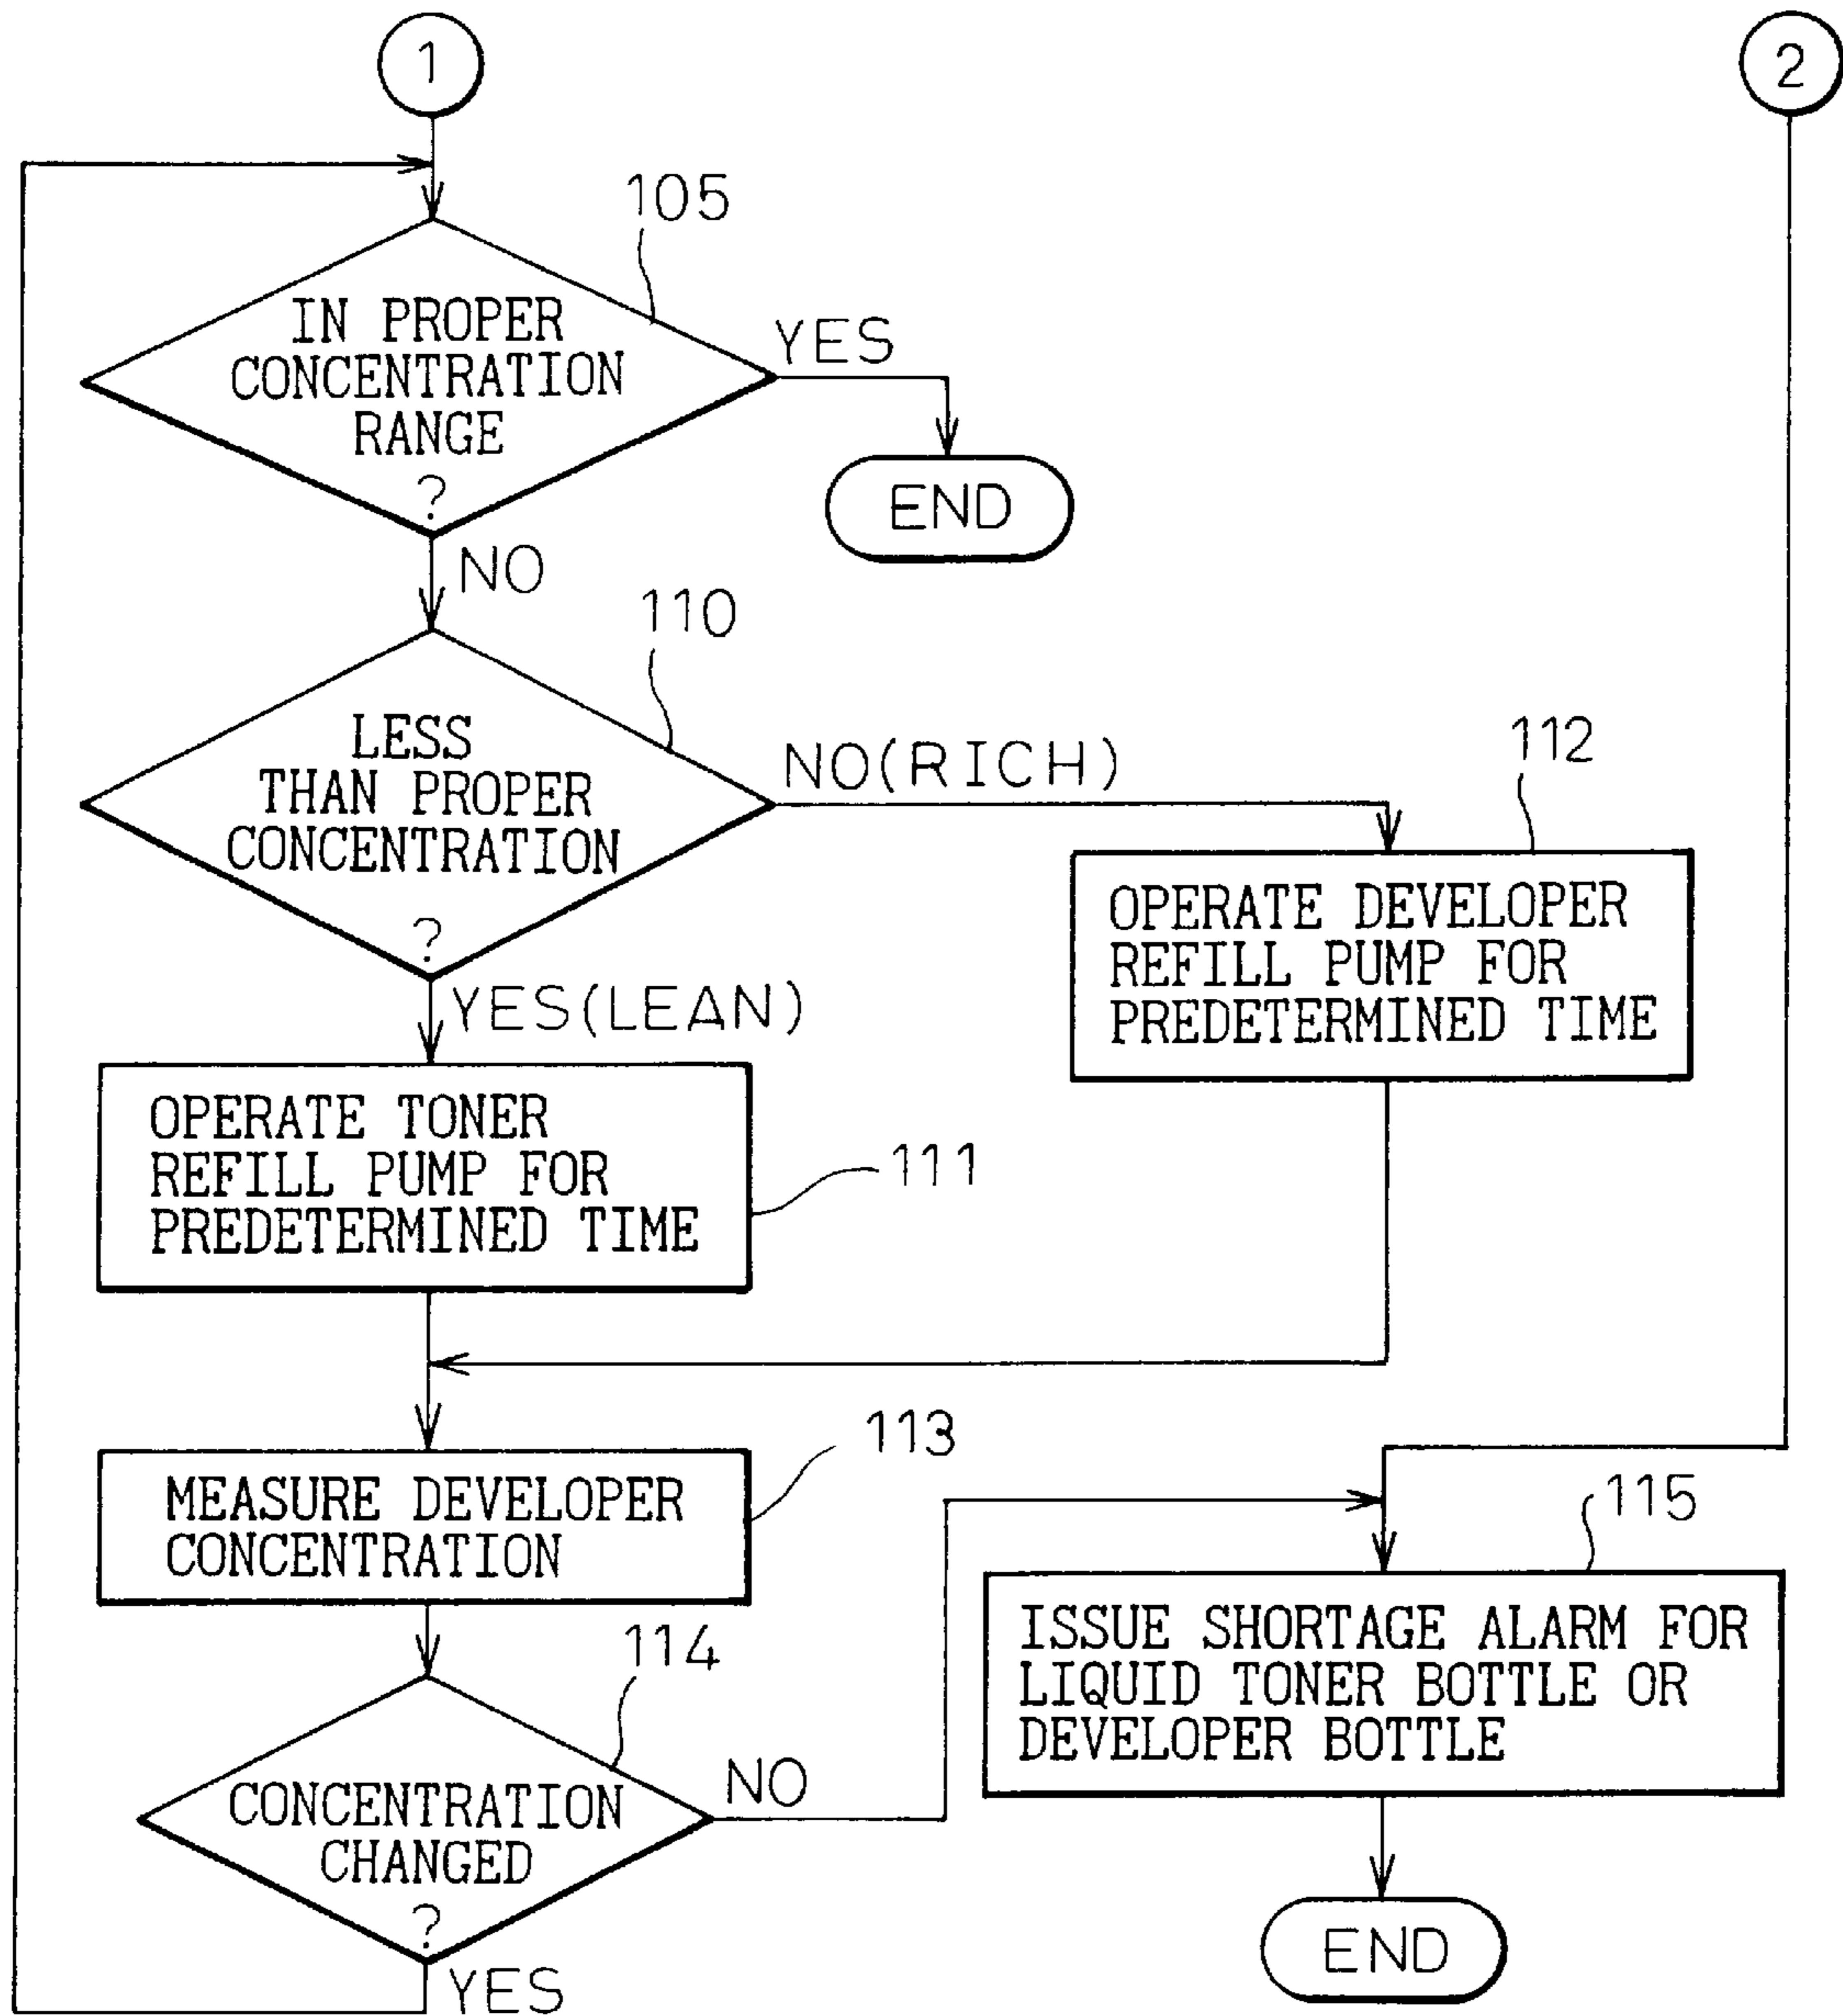 1
2
105
IN PROPER
CONCENTRATION
RANGE
?
YES
END
NO
110
LESS
THAN PROPER
CONCENTRATION
?
NO(RICH)
112
OPERATE DEVELOPER
REFILL PUMP FOR
PREDETERMINED TIME
YES(LEAN)
OPERATE TONER
REFILL PUMP FOR
PREDETERMINED TIME
111
113
MEASURE DEVELOPER
CONCENTRATION
114
CONCENTRATION
CHANGED
?
NO
YES
115
ISSUE SHORTAGE ALARM FOR
LIQUID TONER BOTTLE OR
DEVELOPER BOTTLE
END